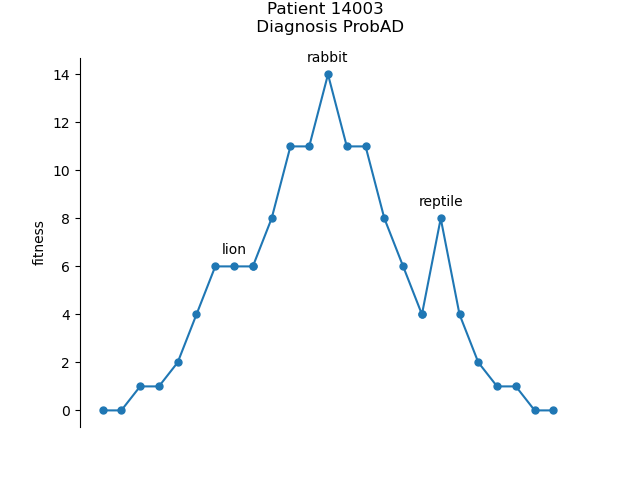 Patient 14003
Diagnosis ProbAD
rabbit
14
12
10
reptile
8
lion
6
4
2
0
fitness